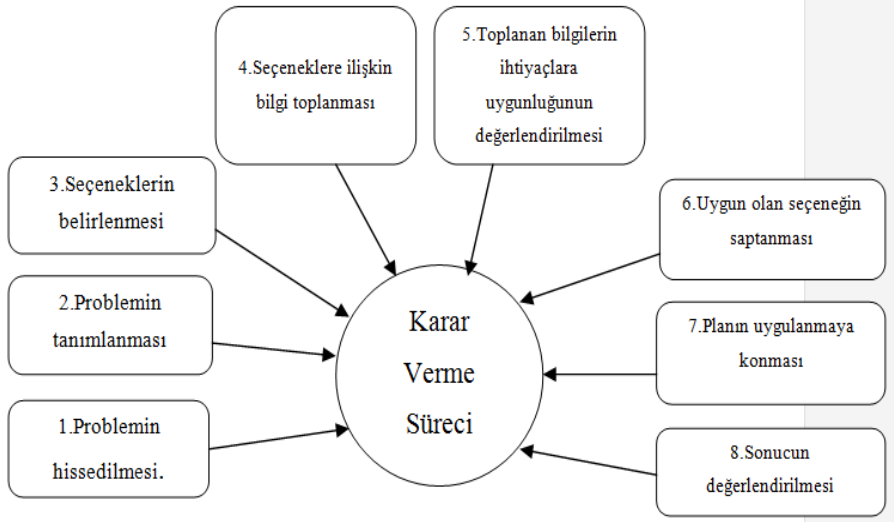 1.Problemin
hissedilmesi.
2.Problemin
tanımlanması
3.Seçeneklerin
belirlenmesi
4.Seçeneklere ilişkin
bilgi toplanması
5.Toplanan bilgilerin
ihtiyaçlara
uygunluğunun
değerlendirilmesi
6.Uygun olan seçeneğin
saptanması
7.Planın uygulanmaya
konması
8.Sonucun
değerlendirilmesi
Karar
Verme
Süreci